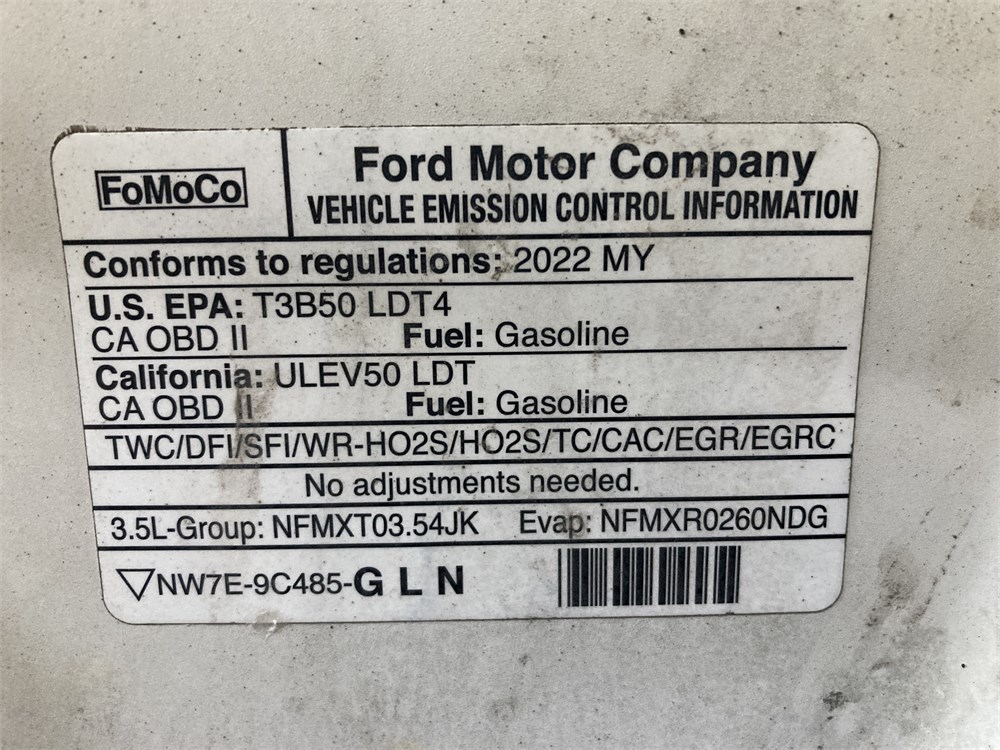 FoMoCo
Ford Motor Company
VEHICLE EMISSION CONTROL INFORMATION
Conforms to regulations: 2022 MY
U.S. EPA: T3B50 LDT4
CA OBD II Fuel: Gasoline
California: ULEV50 LDT
CA OBD II Fuel: Gasoline
TWC/DFI/SFI/WR-HO2S/HO2S/TC/CAC/EGR/EGRC
No adjustments needed.
3.5L-Group: NFMXT03.54JK Evap: NFMXR0260NDG
▽NW7E-9C485-G L N